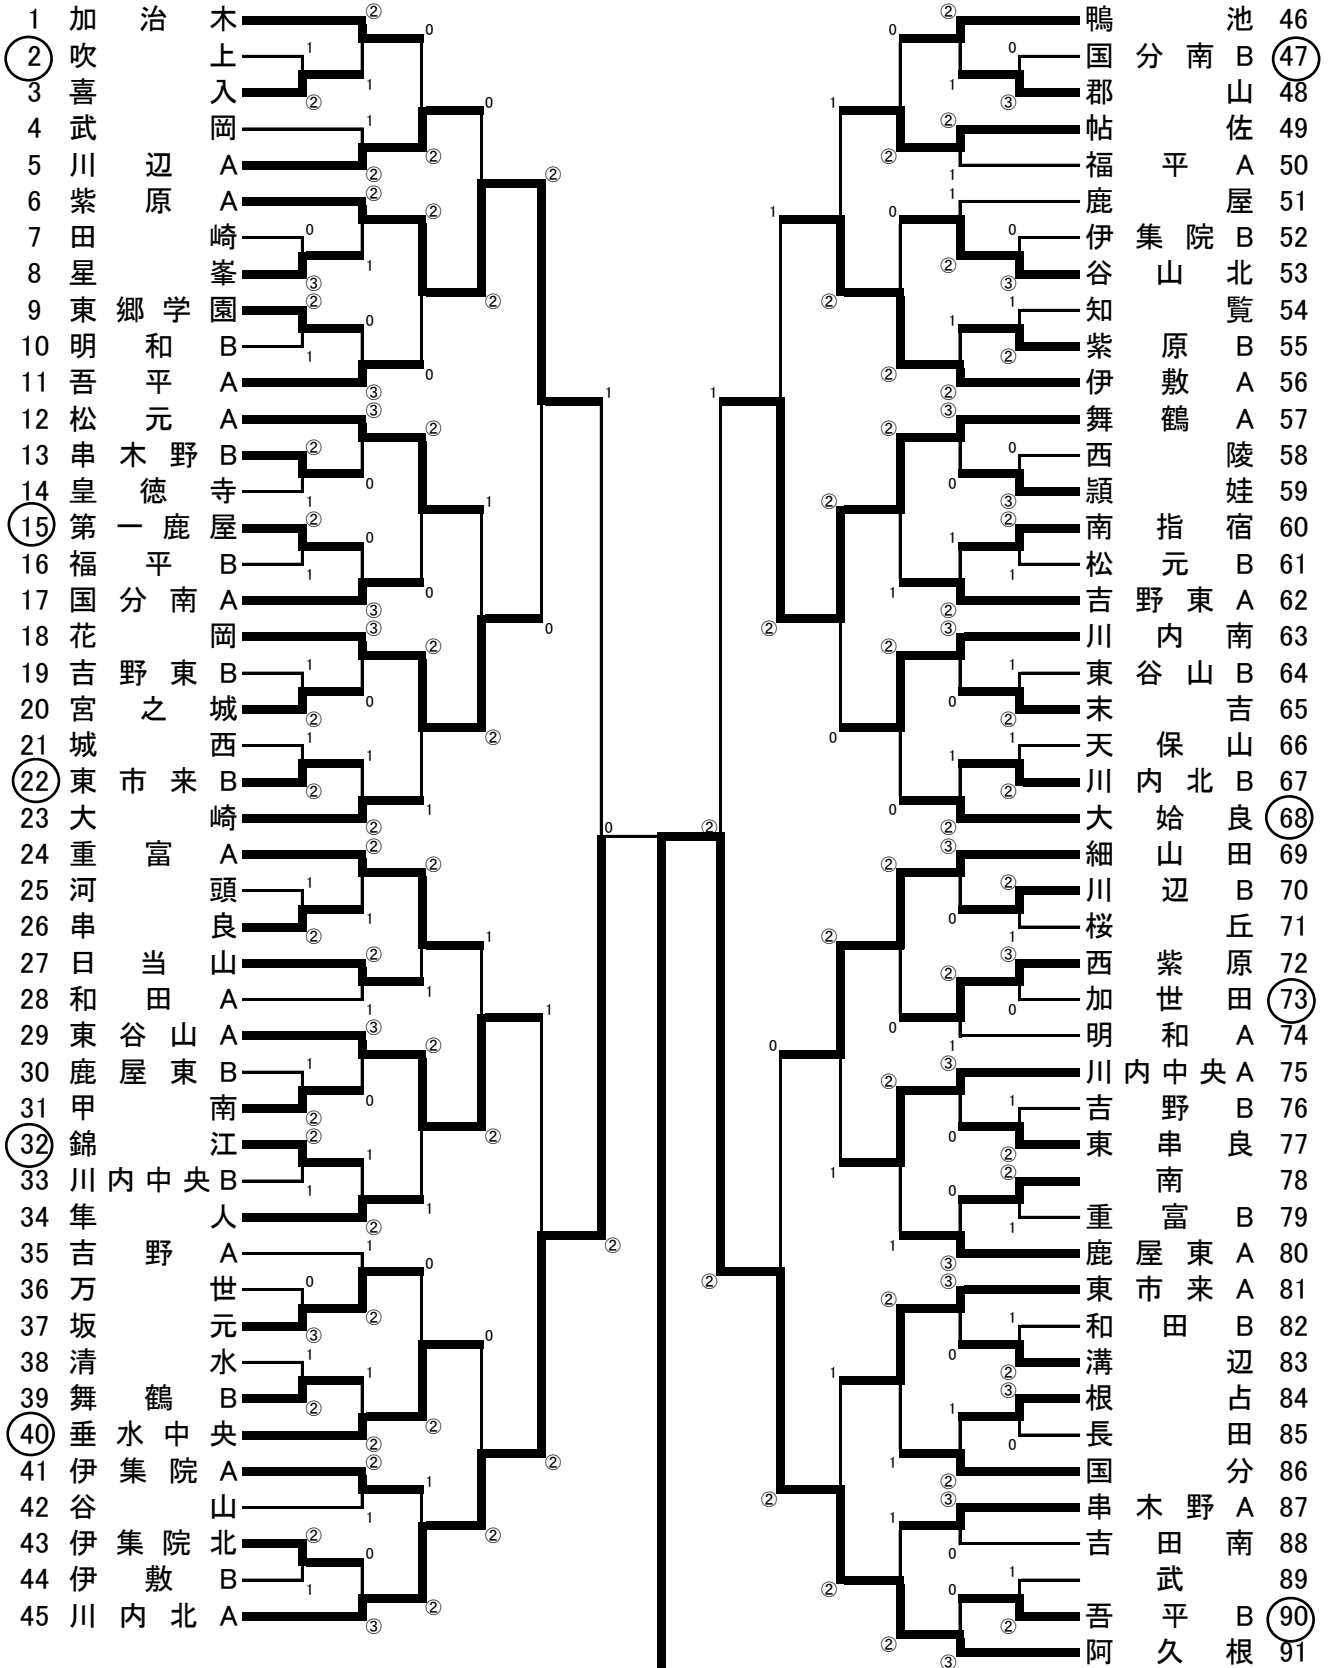 1 加治木
2 吹上
3 喜入
4 武岡
5 川辺A
6 紫原A
7 田崎
8 星峯
9 東郷学園
10 明和B
11 吾平A
12 松元A
13 串木野B
14 皇徳寺
15 第一鹿屋
16 福平B
17 国分南A
18 花岡
19 吉野東B
20 宮之城
21 城西
22 東市来B
23 大崎
24 重富A
25 河頭
26 串良
27 日当山
28 和田A
29 東谷山A
30 鹿屋東B
31 甲南
32 錦江
33 川内中央B
34 隼人
35 吉野A
36 万世
37 坂元
38 清水
39 舞鶴B
40 垂水中央
41 伊集院A
42 谷山
43 伊集院北
44 伊敷B
45 川内北A
鴨池 46
国分南B 47
郡山 48
帖佐 49
福平A 50
鹿屋 51
伊集院B 52
谷山北 53
知覧 54
紫原B 55
伊敷A 56
舞鶴A 57
西陵 58
頴娃 59
南指宿 60
松元B 61
吉野東A 62
川内南 63
東谷山B 64
末吉 65
天保山 66
川内北B 67
大姶良 68
細山田 69
川辺B 70
桜丘 71
西紫原 72
加世田 73
明和A 74
川内中央A 75
吉野B 76
東串良 77
南 78
重富B 79
鹿屋東A 80
東市来A 81
和田B 82
溝辺 83
根占 84
長田 85
国分 86
串木野A 87
吉田南 88
武 89
吾平B 90
阿久根 91